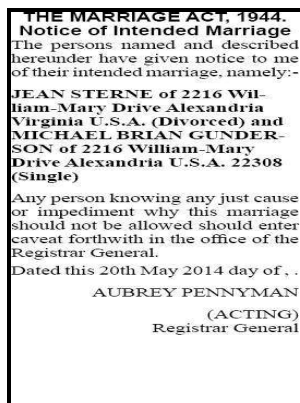 THE MARRIAGE ACT, 1944.
Notice of Intended Marriage
The persons named and described
hereunder have given notice to me
of their intended marriage, namely:-
JEAN STERNE of 2216 Wil-
liam-Mary Drive Alexandria
Virginia U.S.A. (Divorced) and
MICHAEL BRIAN GUNDER-
SON of 2216 William-Mary
Drive Alexandria U.S.A. 22308
(Single)
Any person knowing any just cause
or impediment why this marriage
should not be allowed should enter
caveat forthwith in the office of the
Registrar General.
Dated this 20th May 2014 day of , .
AUBREY PENNYMAN
(ACTING)
Registrar General